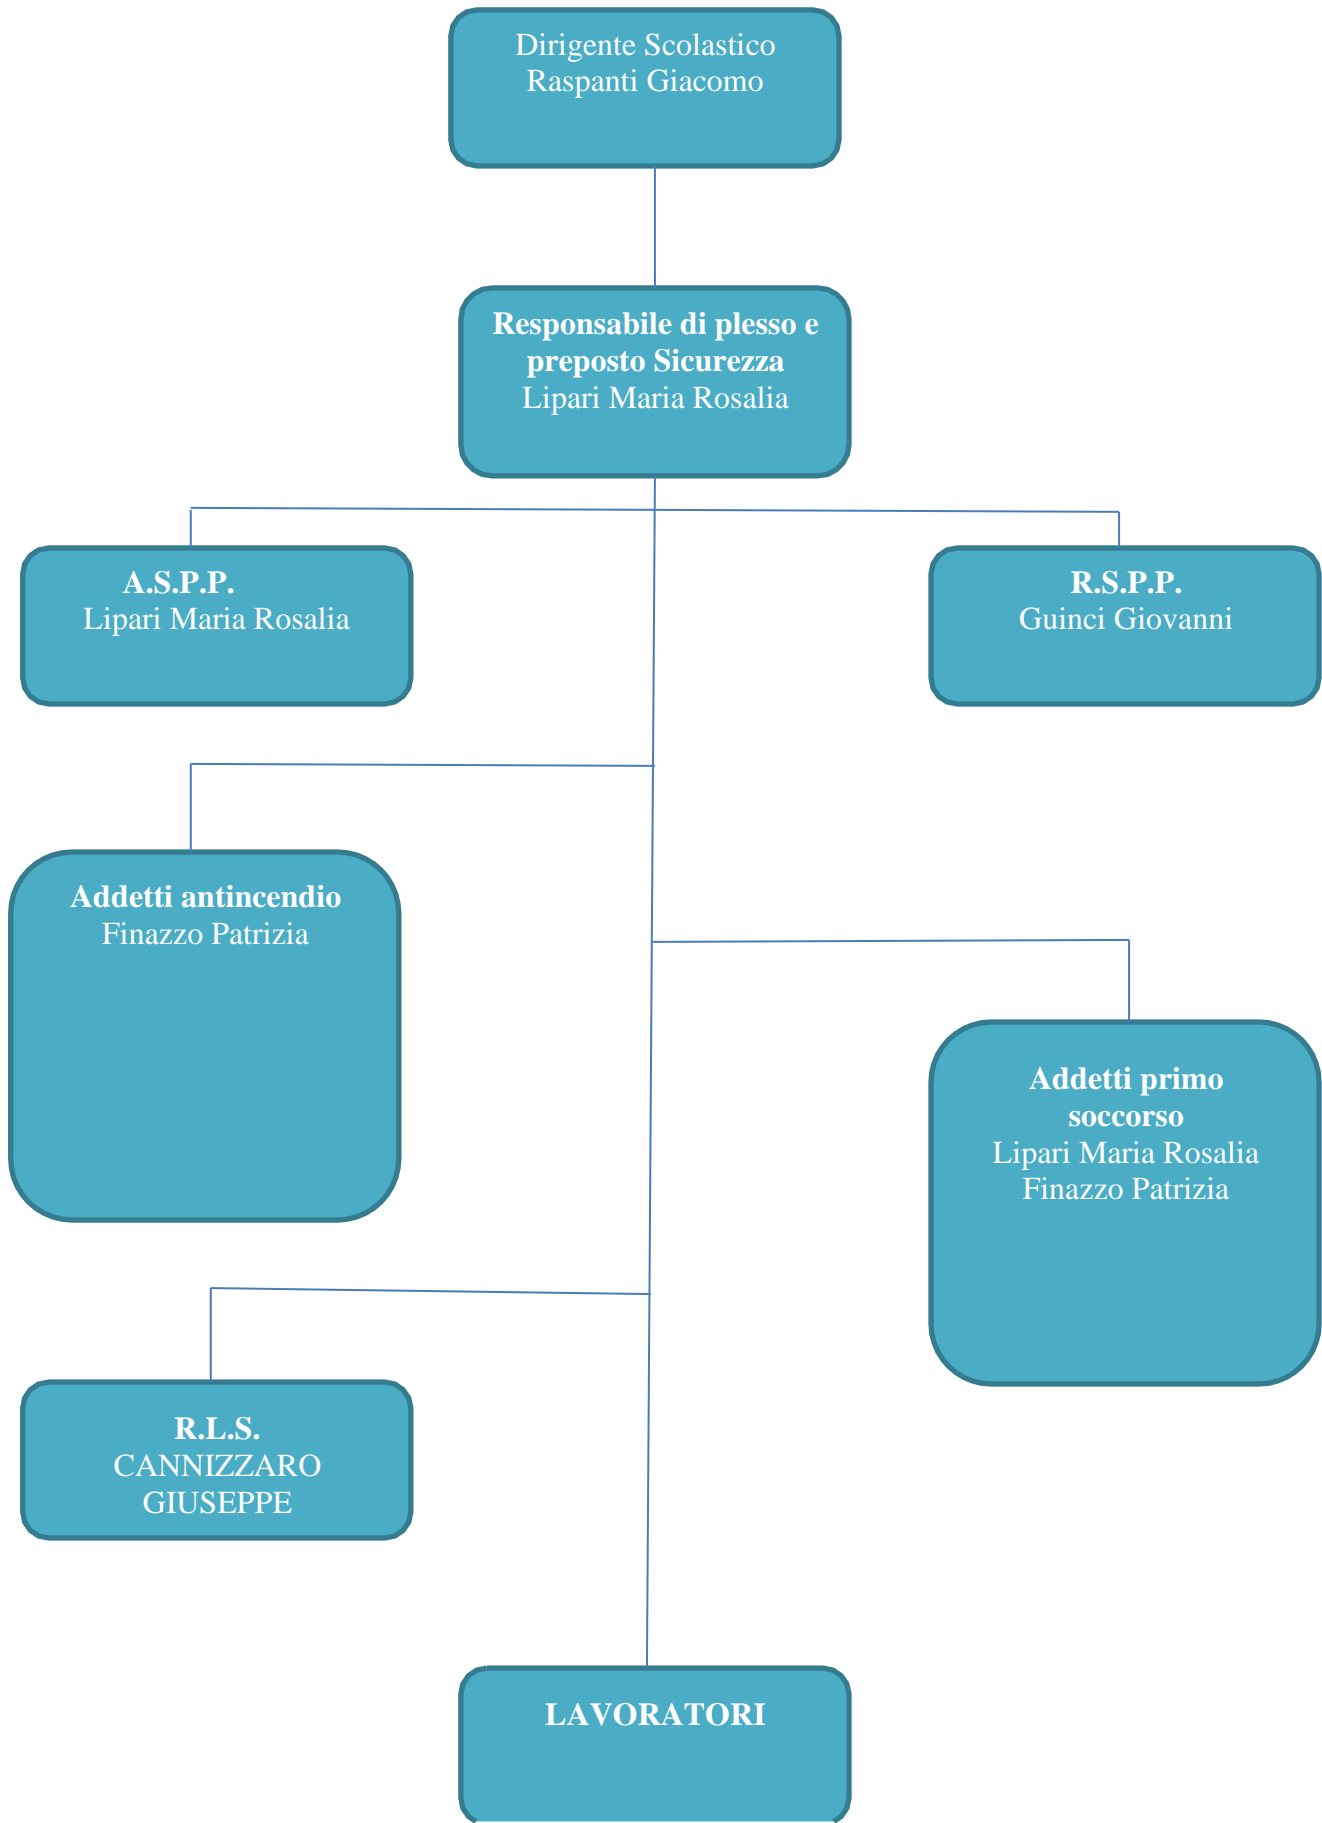 Dirigente Scolastico
Raspanti Giacomo
Responsabile di plesso e
preposto Sicurezza
Lipari Maria Rosalia
A.S.P.P.
Lipari Maria Rosalia
R.S.P.P.
Guinci Giovanni
Addetti antincendio
Finazzo Patrizia
Addetti primo
soccorso
Lipari Maria Rosalia
Finazzo Patrizia
R.L.S.
CANNIZZARO
GIUSEPPE
LAVORATORI